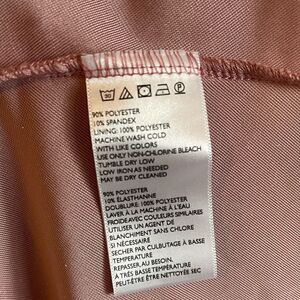 30 P
90% POLYESTER
10% SPANDEX
LINING: 100% POLYESTER
MACHINE WASH COLD
WITH LIKE COLORS
USE ONLY NON-CHLORINE BLEACH
TUMBLE DRY LOW
LOW IRON AS NEEDED
MAY BE DRY CLEANED
90% POLYESTER
10% ÉLASTHANNE
DOUBLURE: 100% POLYESTER
LAVER À LA MACHINE À L'EAU
FROIDE AVEC COULEURS SIMILAIRES
UTILISER UN AGENT DE
BLANCHIMENT SANS CHLORE
SI NÉCESSAIRE
SÉCHER PAR CULBUTAGE À BASSE
TEMPERATURE
REPASSER AU BESOIN.
À TRÈS BASSE TEMPÉRATURE
PEUT-ÊTRE ÊTRE NETTOYÉ SEC